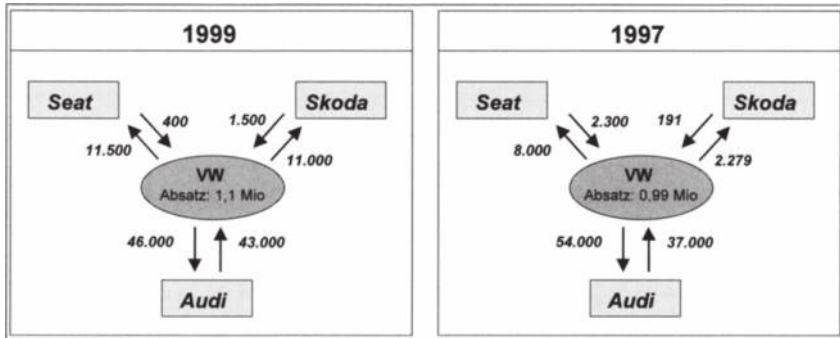 1999
Seat
Skoda
400
1.500
11.500
11.000
VW
Absatz: 1,1 Mio
46.000
43.000
Audi
1997
Seat
Skoda
2.300
191
8.000
2.279
VW
Absatz: 0,99 Mio
54.000
37.000
Audi